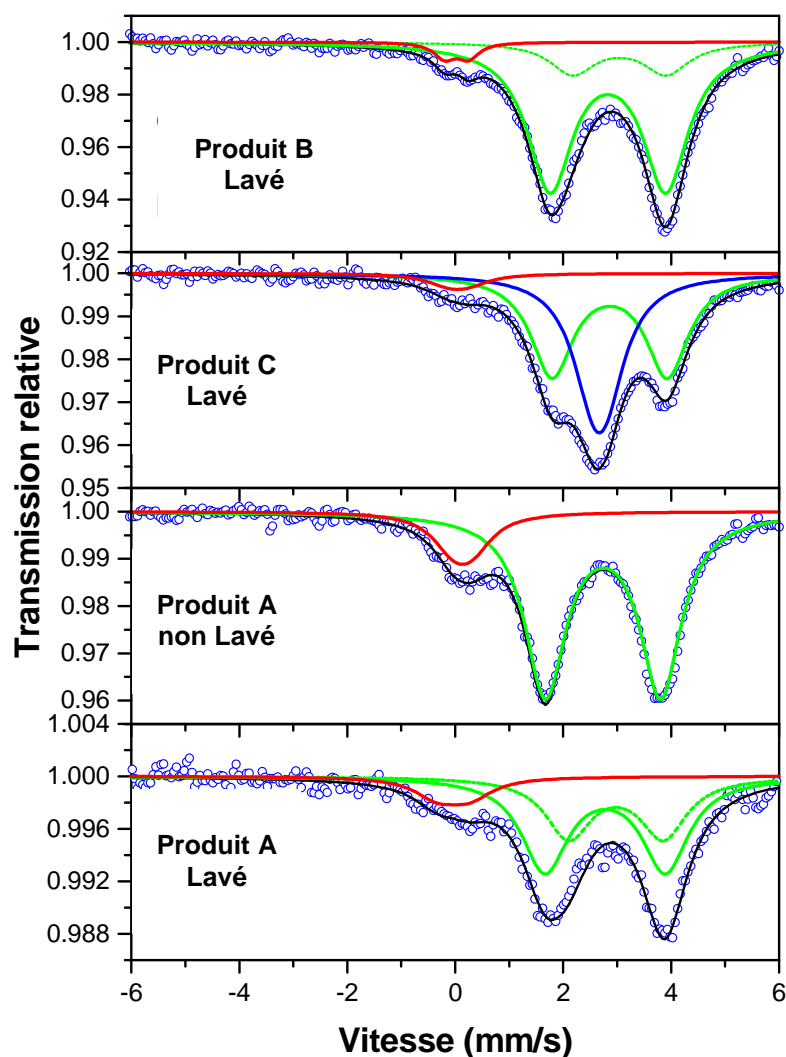 1.00
0.98
0.96
0.94
0.92
Produit B
Lavé
1.00
0.99
0.98
0.97
0.96
0.95
Produit C
Lavé
1.00
0.99
0.98
0.97
0.96
Produit A
non Lavé
1.004
1.000
0.996
0.992
0.988
Produit A
Lavé
Transmission relative
-6 -4 -2 0 2 4 6
Vitesse (mm/s)